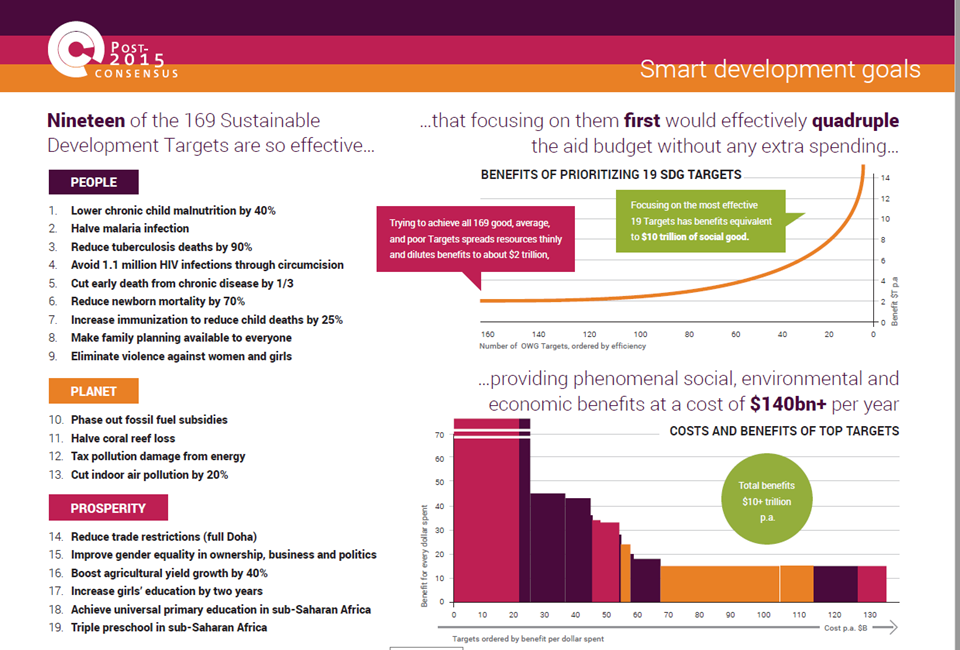 POST-
2015
CONSENSUS
Smart development goals
Nineteen of the 169 Sustainable
Development Targets are so effective...
PEOPLE
1. Lower chronic child malnutrition by 40%
2. Halve malaria infection
3. Reduce tuberculosis deaths by 90%
4. Avoid 1.1 million HIV infections through circumcision
5. Cut early death from chronic disease by 1/3
6. Reduce newborn mortality by 70%
7. Increase immunization to reduce child deaths by 25%
8. Make family planning available to everyone
9. Eliminate violence against women and girls
PLANET
10. Phase out fossil fuel subsidies
11. Halve coral reef loss
12. Tax pollution damage from energy
13. Cut indoor air pollution by 20%
PROSPERITY
14. Reduce trade restrictions (full Doha)
15. Improve gender equality in ownership, business and politics
16. Boost agricultural yield growth by 40%
17. Increase girls' education by two years
18. Achieve universal primary education in sub-Saharan Africa
19. Triple preschool in sub-Saharan Africa
...that focusing on them first would effectively quadruple
the aid budget without any extra spending...
BENEFITS OF PRIORITIZING 19 SDG TARGETS
Trying to achieve all 169 good, average,
and poor Targets spreads resources thinly
and dilutes benefits to about $2 trillion,
Focusing on the most effective
19 Targets has benefits equivalent
to $10 trillion of social good.
14
12
10
8
6
4
2
0
Benefit $T p.a
160 140 120 100 80 60 40 20 0
Number of OWG Targets, ordered by efficiency
...providing phenomenal social, environmental and
economic benefits at a cost of $140bn+ per year
COSTS AND BENEFITS OF TOP TARGETS
Total benefits
$10+ trillion
p.a.
70
60
50
40
30
20
10
0
Benefit for every dollar spent
0 10 20 30 40 50 60 70 80 90 100 110 120 130
Cost p.a. $B
Targets ordered by benefit per dollar spent